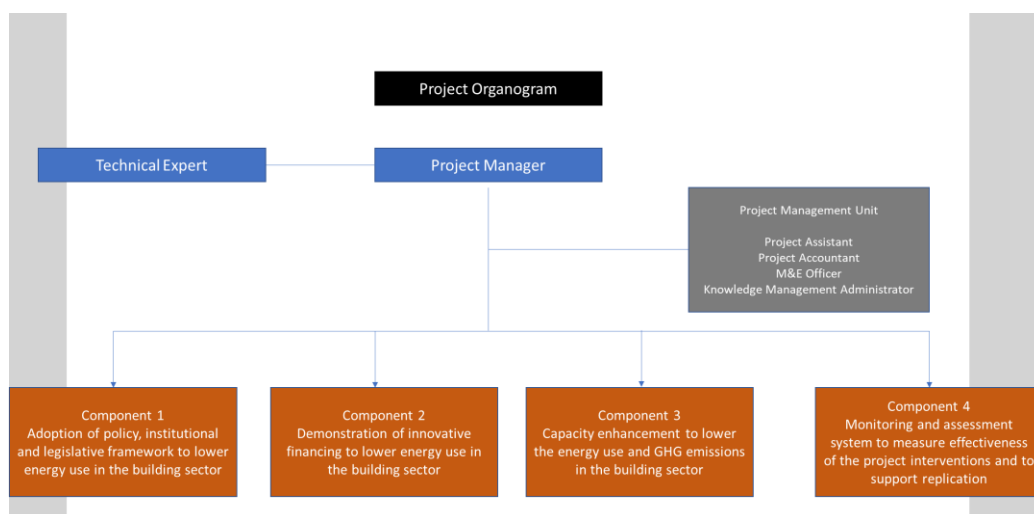 Project Organogram
Technical Expert
Project Manager
Project Management Unit
Project Assistant
Project Accountant
M&E Officer
Knowledge Management Administrator
Component 1
Adoption of policy, institutional
and legislative framework to lower
energy use in the building sector
Component 2
Demonstration of innovative
financing to lower energy use in
the building sector
Component 3
Capacity enhancement to lower
the energy use and GHG emissions
in the building sector
Component 4
Monitoring and assessment
system to measure effectiveness
of the project interventions and to
support replication